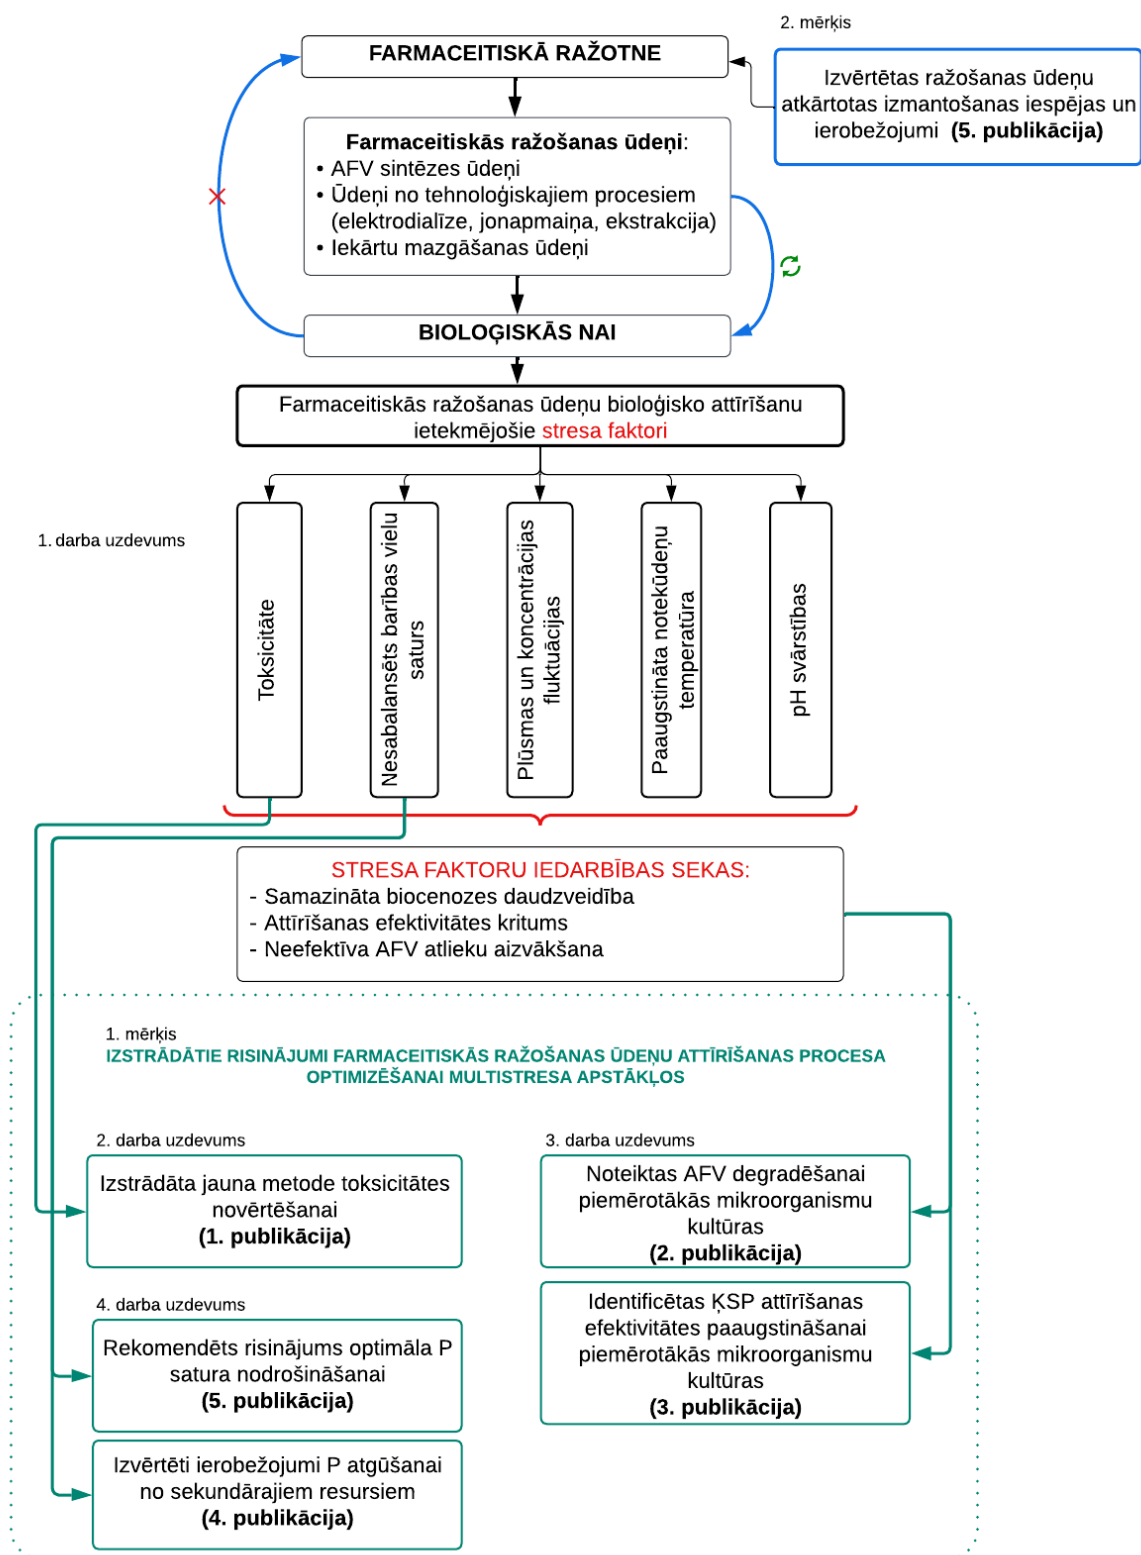 2. mērķis
FARMACEITISKĀ RAŽOTNE
Izvērtētas ražošanas ūdeņu
atkārtotas izmantošanas iespējas un
ierobežojumi (5. publikācija)
Farmaceitiskās ražošanas ūdeņi:
• AFV sintēzes ūdeņi
• Ūdeņi no tehnoloģiskajiem procesiem
(elektrodialīze, jonapmaiņa, ekstrakcija)
• Iekārtu mazgāšanas ūdeņi
BIOLOĢISKĀS NAI
Farmaceitiskās ražošanas ūdeņu bioloģisko attīrīšanu
ietekmējošie stresa faktori
1. darba uzdevums
Toksicitāte
Nesabalansēts barības vielu
saturs
Plūsmas un koncentrācijas
fluktuācijas
Paaugstināta notekūdeņu
temperatūra
pH svārstības
STRESA FAKTORU IEDARBĪBAS SEKAS:
- Samazināta biocenozes daudzveidība
- Attīrīšanas efektivitātes kritums
- Neefektīva AFV atlieku aizvākšana
1. mērķis
IZSTRĀDĀTIE RISINĀJUMI FARMACEITISKĀS RAŽOŠANAS ŪDEŅU ATTĪRĪŠANAS PROCESA
OPTIMIZĒŠANAI MULTISTRESA APSTĀKĻOS
2. darba uzdevums
Izstrādāta jauna metode toksicitātes
novērtēšanai
(1. publikācija)
3. darba uzdevums
Noteiktas AFV degradēšanai
piemērotākās mikroorganismu
kultūras
(2. publikācija)
Identificētas ĶSP attīrīšanas
efektivitātes paaugstināšanai
piemērotākās mikroorganismu
kultūras
(3. publikācija)
4. darba uzdevums
Rekomendēts risinājums optimāla P
satura nodrošināšanai
(5. publikācija)
Izvērtēti ierobežojumi P atgūšanai
no sekundārajiem resursiem
(4. publikācija)